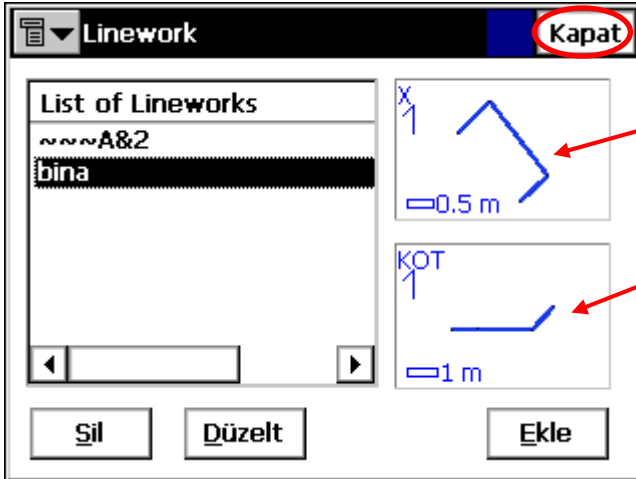 Linework
Kapat
List of Lineworks
~~~A&2
bina
X
0.5 m
KOT
1 m
Sil
Düzelt
Ekle